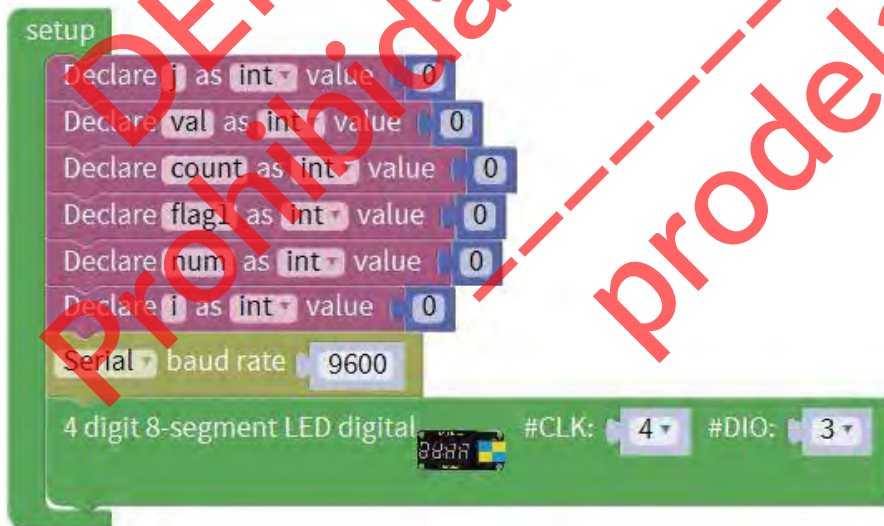 setup
Declare j as int value 0
Declare val as int value 0
Declare count as int value 0
Declare flag1 as int value 0
Declare num as int value 0
Declare i as int value 0
Serial baud rate 9600
4 digit 8-segment LED digital #CLK: 4 #DIO: 3
Prohibida
prodela